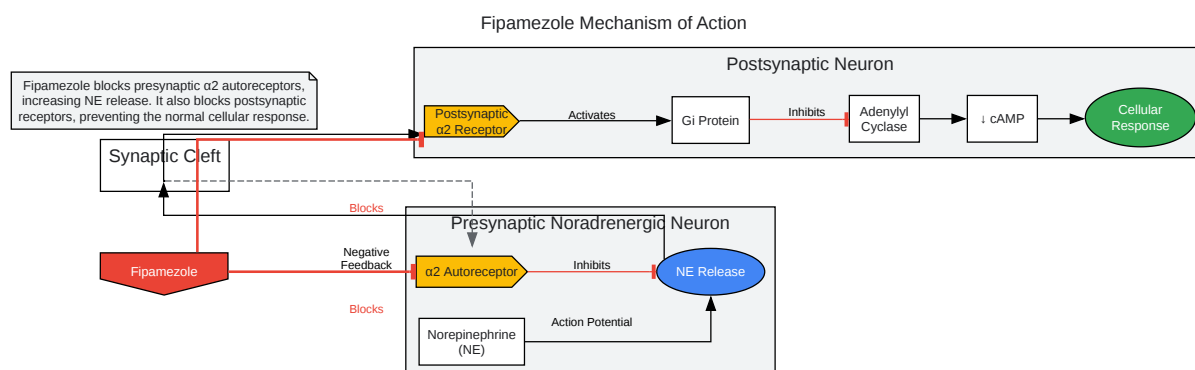 Fipamezole Mechanism of Action
Postsynaptic Neuron
Fipamezole blocks presynaptic α2 autoreceptors,
increasing NE release. It also blocks postsynaptic
receptors, preventing the normal cellular response.
Postsynaptic
α2 Receptor
Activates
Gi Protein
Inhibits
Adenylyl
Cyclase
↓ cAMP
Cellular
Response
Synaptic Cleft
Blocks
Presynaptic Noradrenergic Neuron
Fipamezole
Negative
Feedback
α2 Autoreceptor
Inhibits
NE Release
Blocks
Norepinephrine
(NE)
Action Potential